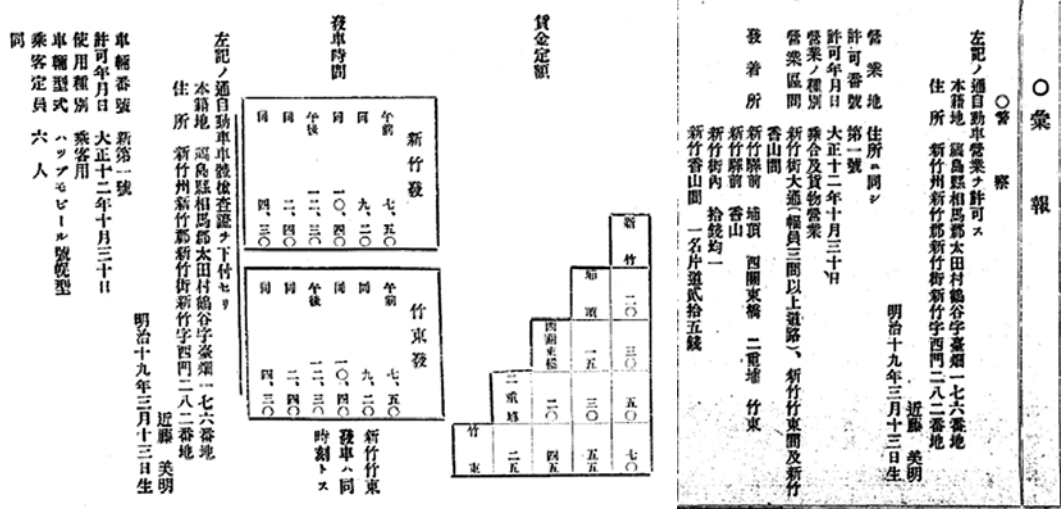 〇彙報
〇警察
左記ノ通自動車營業ヲ許可ス
本籍地 福島縣相馬郡太田村鶴谷字臺畑一七六番地
住所 新竹州新竹郡新竹街新竹字西門二八二番地
近藤 美明
明治十九年三月十三日生
營業地 住所ニ同シ
許可番號 第一號
許可年月日 大正十二年十月三十日
營業ノ種別 乘合及貨物營業
營業區間 新竹街大通(幅員三間以上道路)、新竹竹東間及新竹
香山間
發着所 新竹驛前 埔頂 四關東橋 二重埔 竹東
新竹驛前 香山
新竹街內 拾錢均一
新竹香山間 一名片道貳拾五錢
賃金定額
新竹 二〇 三〇 五〇 七〇
埔頂 一五 三〇 五五
四關東橋 二〇 四五
二重埔 二五
竹東
發車時間
新竹發
午前 七、五〇
同 九、二〇
同 一〇、四〇
午後 一二、三〇
同 二、四〇
同 四、三〇
竹東發
午前 七、五〇
同 九、二〇
同 一〇、四〇
午後 一二、三〇
同 二、四〇
同 四、三〇
新竹竹東
發車ハ同
時刻トス
左記ノ通自動車車體檢查證ヲ下付セリ
本籍地 福島縣相馬郡太田村鶴谷字臺畑一七六番地
住所 新竹州新竹郡新竹街新竹字西門二八二番地
近藤 美明
明治十九年三月十三日生
車輛番號 新第一號
許可年月日 大正十二年十月三十日
使用種別 乘客用
車輛型式 ハップモビール號幌型
乘客定員 六人
同